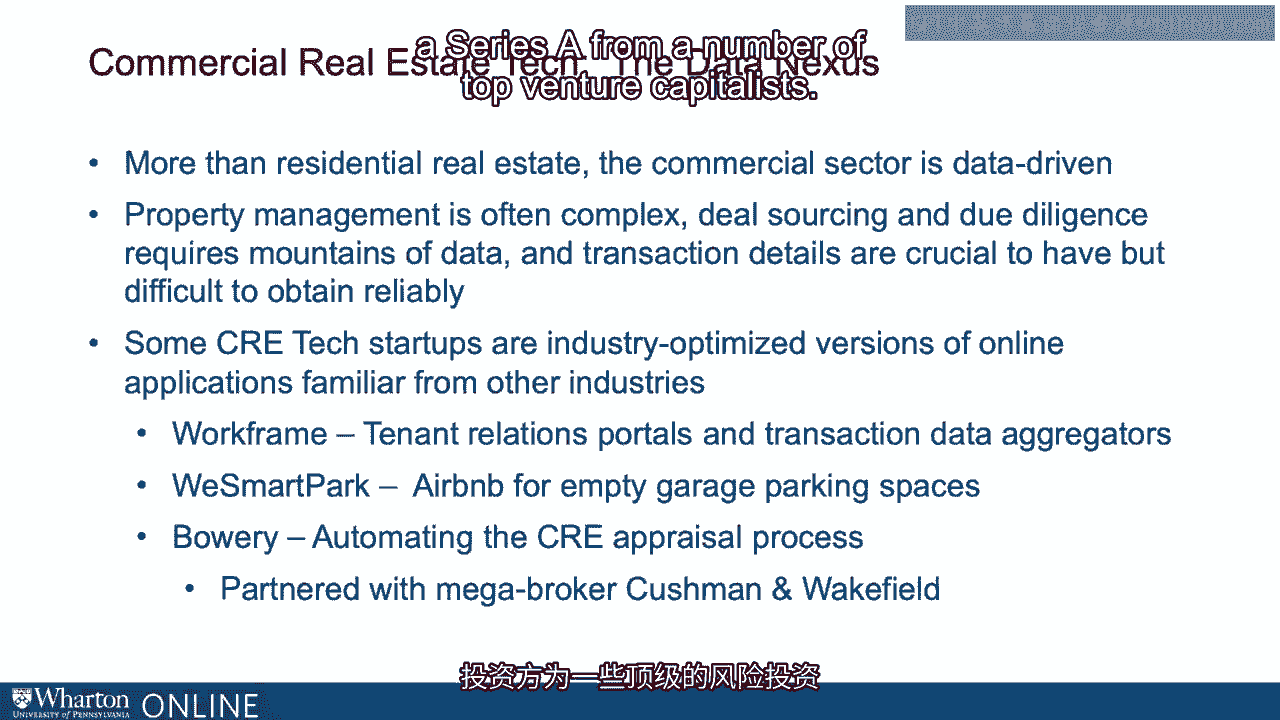 a Series A from a number of
Commercial Real Estate Tech: The Data Nexus
top venture capitalists.
• More than residential real estate, the commercial sector is data-driven
• Property management is often complex, deal sourcing and due diligence
requires mountains of data, and transaction details are crucial to have but
difficult to obtain reliably
• Some CRE Tech startups are industry-optimized versions of online
applications familiar from other industries
• Workframe – Tenant relations portals and transaction data aggregators
• WeSmartPark – Airbnb for empty garage parking spaces
• Bowery – Automating the CRE appraisal process
• Partnered with mega-broker Cushman & Wakefield
投资方为一些顶级的风险投资
Wharton
UNIVERSITY of PENNSYLVANIA
ONLINE